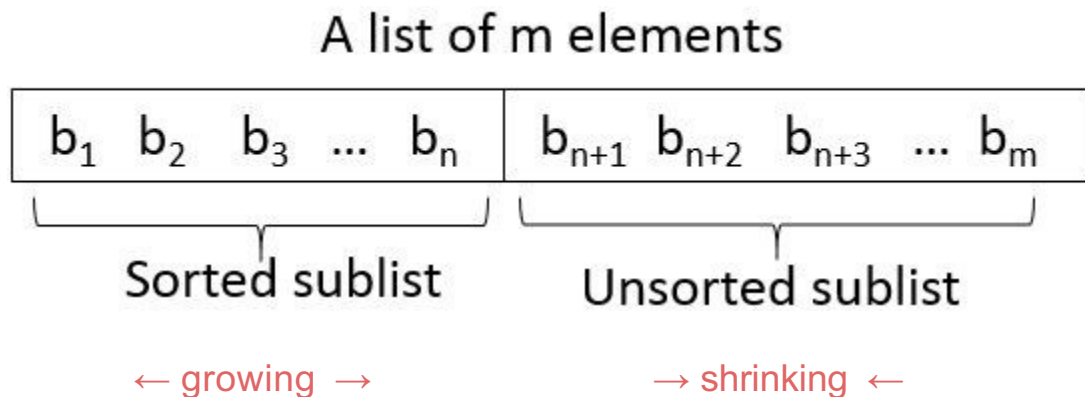 A list of m elements
b₁ b₂ b₃ ... bₙ bₙ₊₁ bₙ₊₂ bₙ₊₃ ... bₘ
Sorted sublist Unsorted sublist
← growing → → shrinking ←